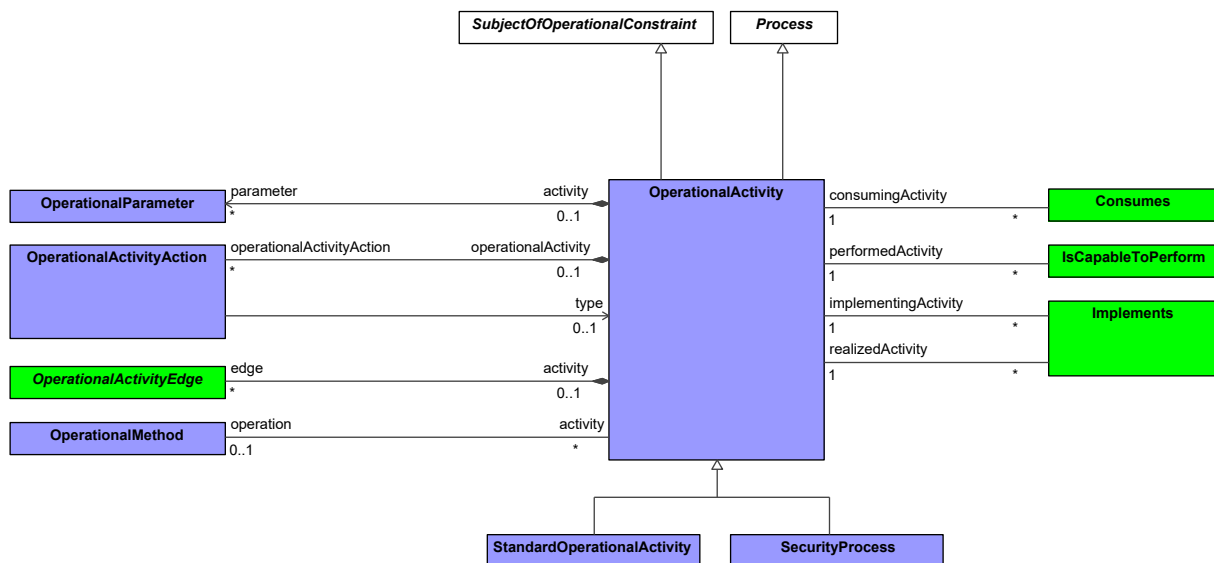 SubjectOfOperationalConstraint
Process
OperationalActivity
OperationalParameter
parameter
*
activity
0..1
OperationalActivityAction
operationalActivityAction
*
operationalActivity
0..1
type
0..1
OperationalActivityEdge
edge
*
activity
0..1
OperationalMethod
operation
0..1
activity
*
consumingActivity
1
*
Consumes
performedActivity
1
*
IsCapableToPerform
implementingActivity
1
*
Implements
realizedActivity
1
*
StandardOperationalActivity
SecurityProcess